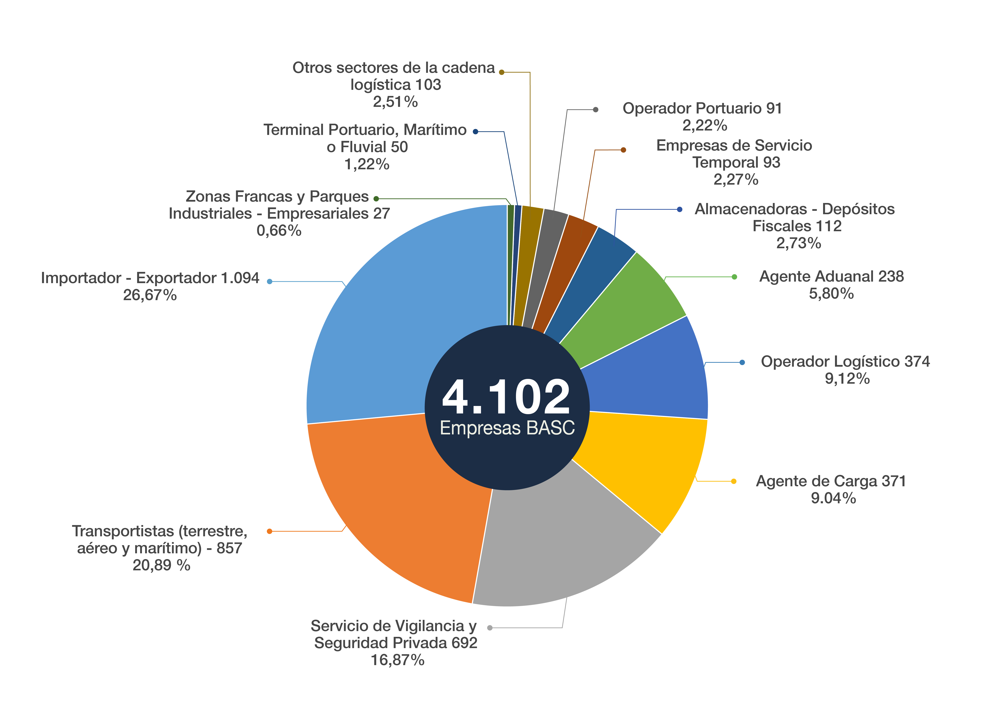 Otros sectores de la cadena
logística 103
2,51%
Operador Portuario 91
2,22%
Terminal Portuario, Marítimo
o Fluvial 50
1,22%
Empresas de Servicio
Temporal 93
2,27%
Zonas Francas y Parques
Industriales - Empresariales 27
0,66%
Almacenadoras - Depósitos
Fiscales 112
2,73%
Importador - Exportador 1.094
26,67%
Agente Aduanal 238
5,80%
Operador Logístico 374
9,12%
4.102
Empresas BASC
Agente de Carga 371
9.04%
Transportistas (terrestre,
aéreo y marítimo) - 857
20,89 %
Servicio de Vigilancia y
Seguridad Privada 692
16,87%